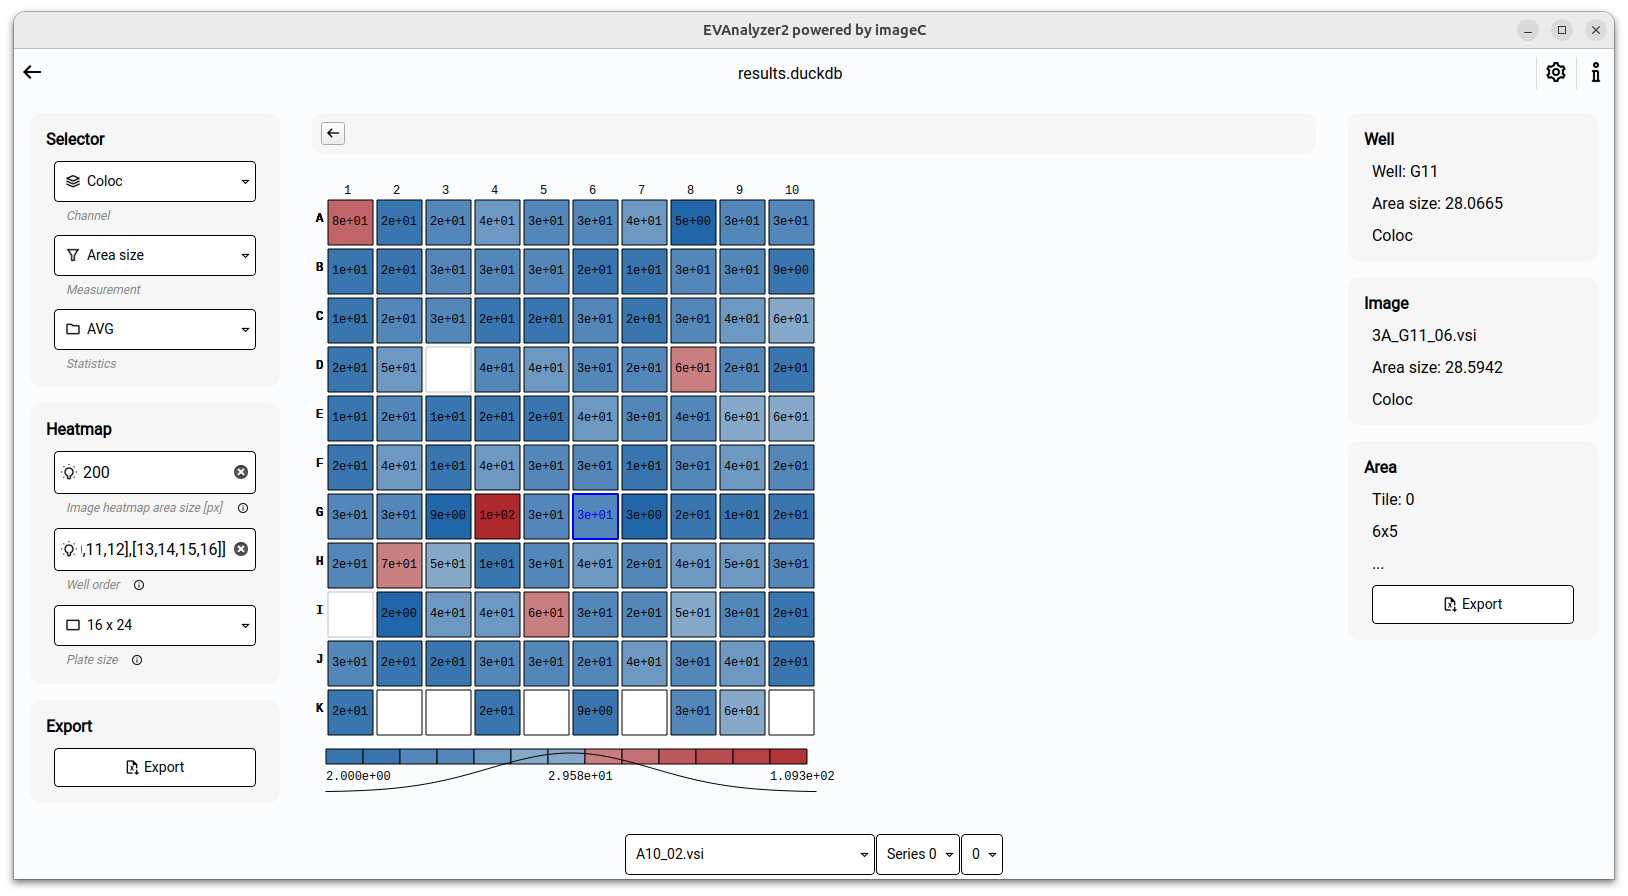 EVAnalyzer2 powered by imageC
results.duckdb
Selector
Coloc
Channel
Area size
Measurement
AVG
Statistics
Heatmap
200
Image heatmap area size [px]
,11,12],[13,14,15,16]]
Well order
16 x 24
Plate size
Export
Export
1 2 3 4 5 6 7 8 9 10
A 8e+01 2e+01 2e+01 4e+01 3e+01 3e+01 4e+01 5e+00 3e+01 3e+01
B 1e+01 2e+01 3e+01 3e+01 3e+01 2e+01 1e+01 3e+01 3e+01 9e+00
C 1e+01 2e+01 3e+01 2e+01 2e+01 3e+01 2e+01 3e+01 4e+01 6e+01
D 2e+01 5e+01 4e+01 4e+01 3e+01 2e+01 6e+01 2e+01 2e+01
E 1e+01 2e+01 1e+01 2e+01 2e+01 4e+01 3e+01 4e+01 6e+01 6e+01
F 2e+01 4e+01 1e+01 4e+01 3e+01 3e+01 1e+01 3e+01 4e+01 2e+01
G 3e+01 3e+01 9e+00 1e+02 3e+01 3e+01 3e+00 2e+01 1e+01 2e+01
H 2e+01 7e+01 5e+01 1e+01 3e+01 4e+01 2e+01 4e+01 5e+01 3e+01
I 2e+00 4e+01 4e+01 6e+01 3e+01 2e+01 5e+01 3e+01 2e+01
J 3e+01 2e+01 2e+01 3e+01 3e+01 2e+01 4e+01 3e+01 4e+01 2e+01
K 2e+01 2e+01 9e+00 3e+01 6e+01
2.000e+00 2.958e+01 1.093e+02
A10_02.vsi Series 0 0
Well
Well: G11
Area size: 28.0665
Coloc
Image
3A_G11_06.vsi
Area size: 28.5942
Coloc
Area
Tile: 0
6x5
...
Export